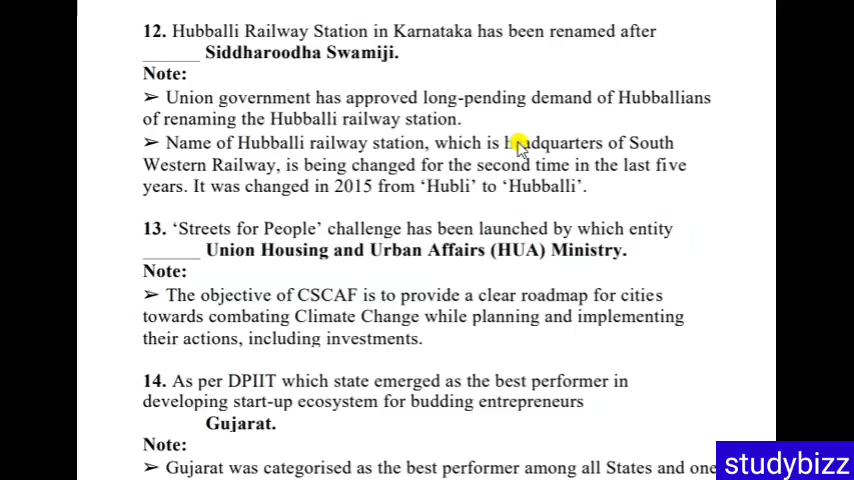 12. Hubballi Railway Station in Karnataka has been renamed after
______ Siddharoodha Swamiji.
Note:
➢ Union government has approved long-pending demand of Hubballians
of renaming the Hubballi railway station.
➢ Name of Hubballi railway station, which is headquarters of South
Western Railway, is being changed for the second time in the last five
years. It was changed in 2015 from ‘Hubli’ to ‘Hubballi’.
13. ‘Streets for People’ challenge has been launched by which entity
______ Union Housing and Urban Affairs (HUA) Ministry.
Note:
➢ The objective of CSCAF is to provide a clear roadmap for cities
towards combating Climate Change while planning and implementing
their actions, including investments.
14. As per DPIIT which state emerged as the best performer in
developing start-up ecosystem for budding entrepreneurs
Gujarat.
Note:
➢ Gujarat was categorised as the best performer among all States and one
studybizz